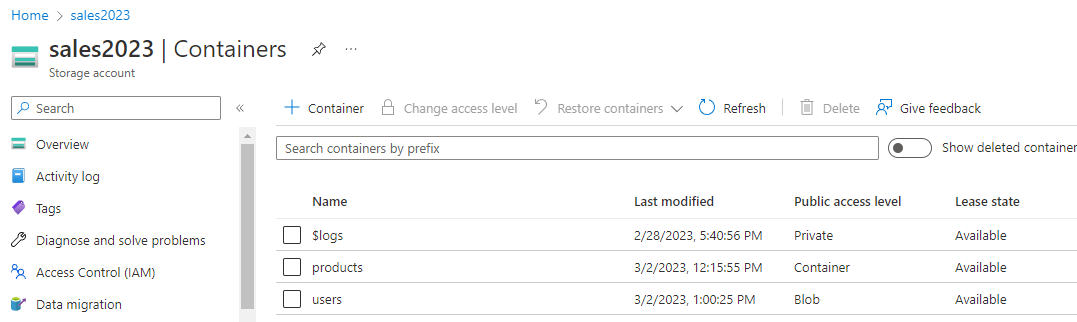 Home > sales2023
sales2023 | Containers ...
Storage account
Search «
+ Container Change access level Restore containers Refresh Delete Give feedback
Overview
Search containers by prefix Show deleted container
Activity log
Tags
Name Last modified Public access level Lease state
Diagnose and solve problems
$logs 2/28/2023, 5:40:56 PM Private Available
Access Control (IAM)
products 3/2/2023, 12:15:55 PM Container Available
Data migration
users 3/2/2023, 1:00:25 PM Blob Available